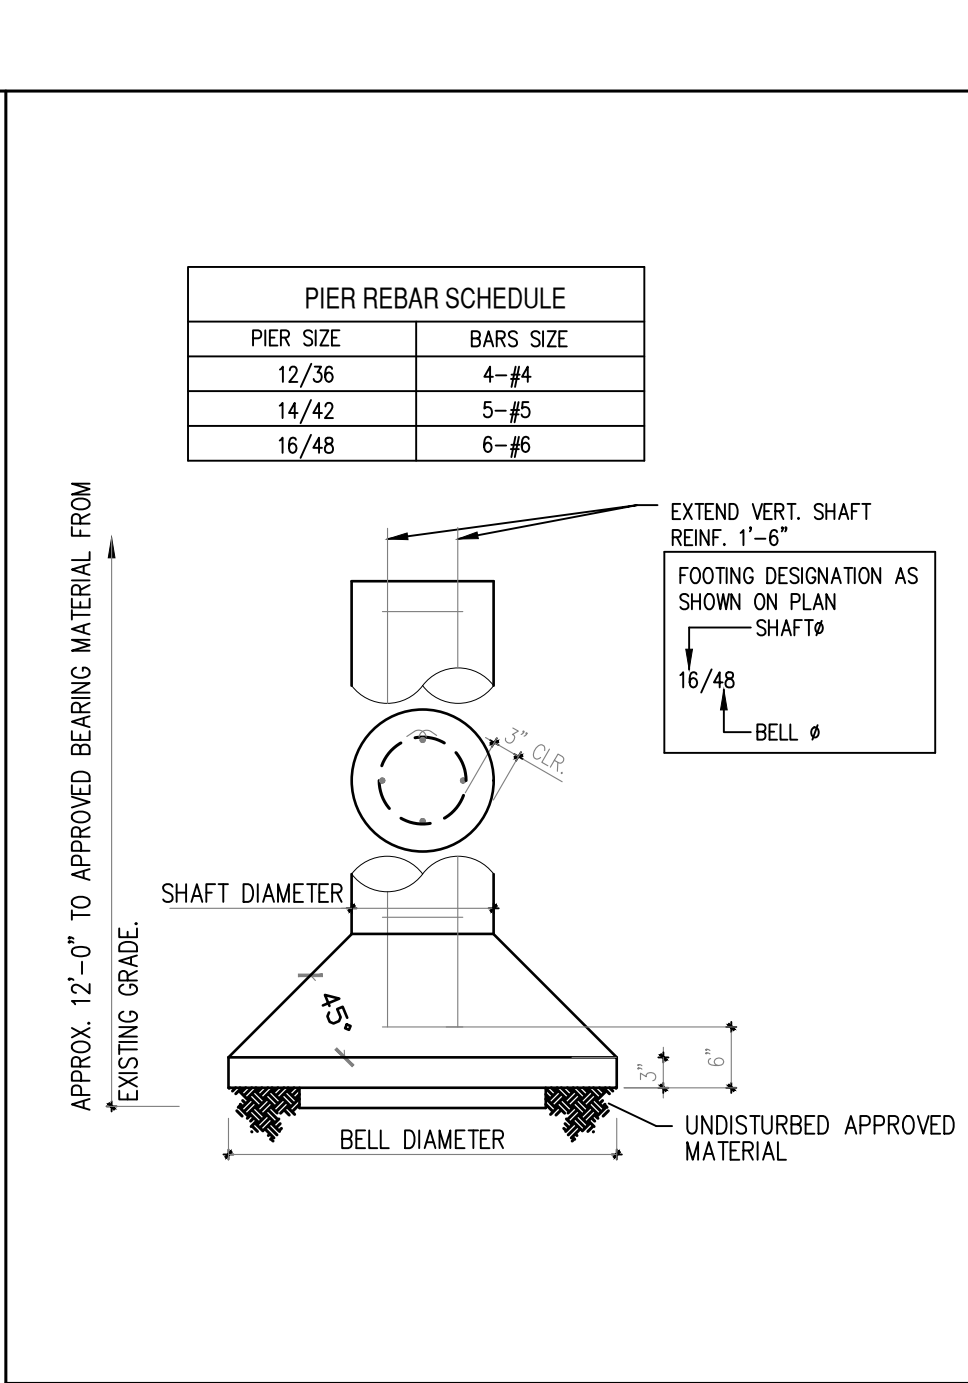 PIER REBAR SCHEDULE
PIER SIZE BARS SIZE
12/36 4-#4
14/42 5-#5
16/48 6-#6
APPROX. 12'-0" TO APPROVED BEARING MATERIAL FROM
EXISTING GRADE.
EXTEND VERT. SHAFT
REINF. 1'-6"
FOOTING DESIGNATION AS
SHOWN ON PLAN
SHAFTø
16/48
BELL ø
3" CLR.
SHAFT DIAMETER
45°
3"
6"
BELL DIAMETER
UNDISTURBED APPROVED
MATERIAL